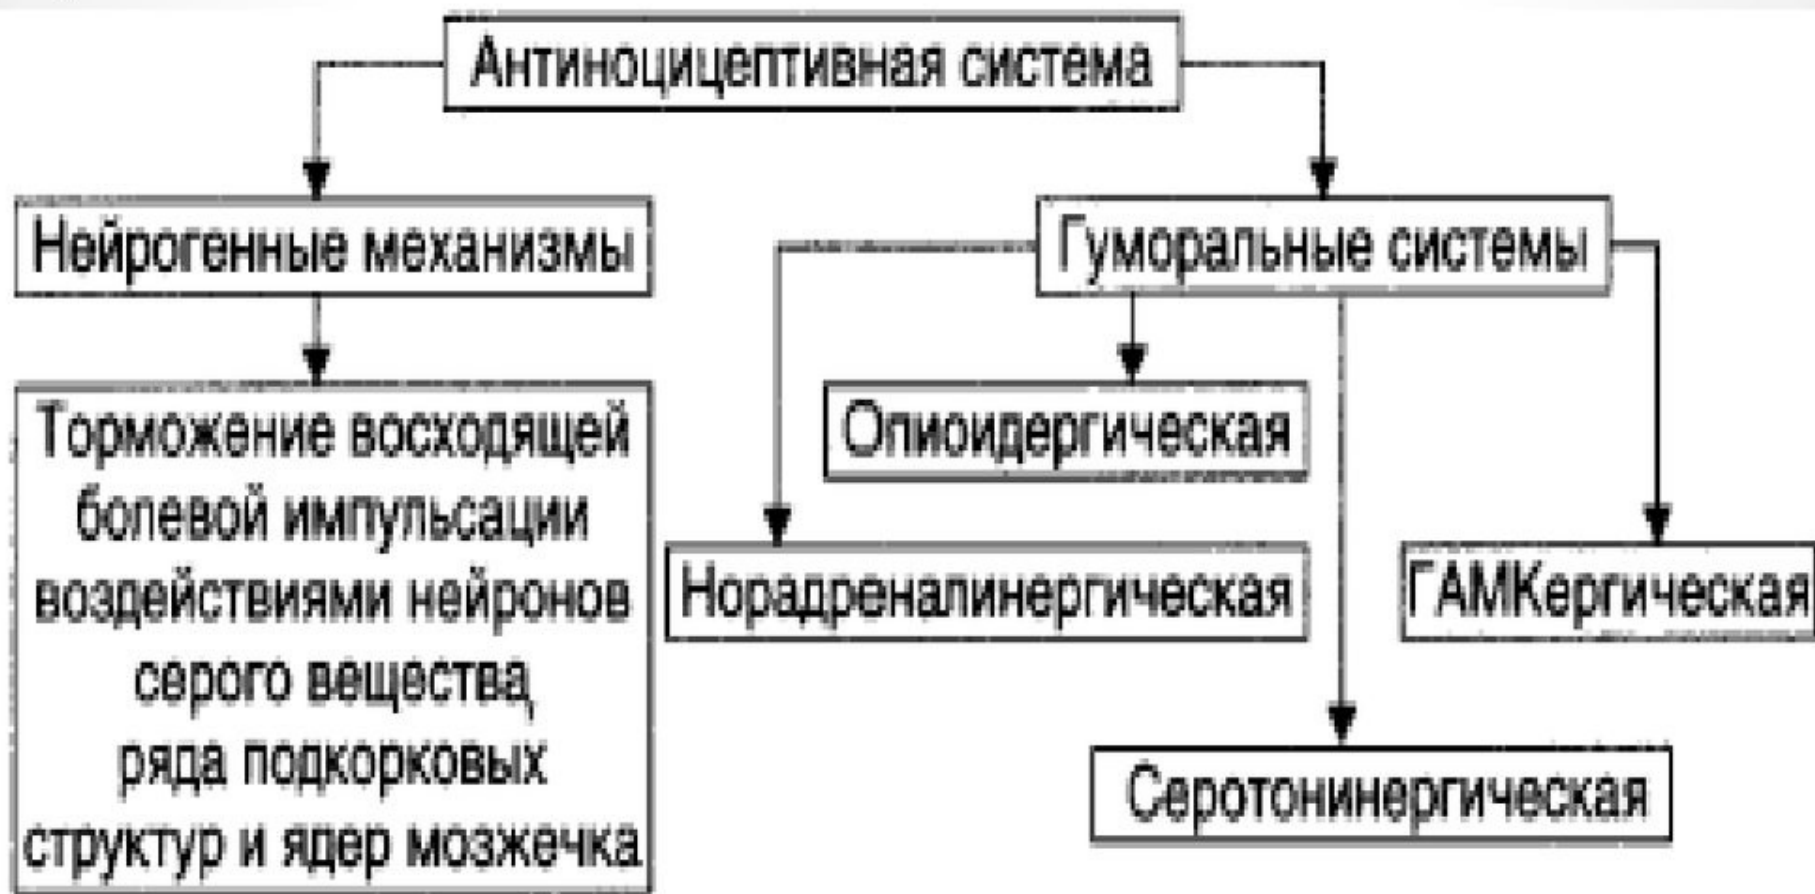 Антиноцицептивная система
Нейрогенные механизмы
Гуморальные системы
Торможение восходящей
болевой импульсации
воздействиями нейронов
серого вещества,
ряда подкорковых
структур и ядер мозжечка
Опиоидергическая
Норадреналинергическая
ГАМКергическая
Серотонинергическая